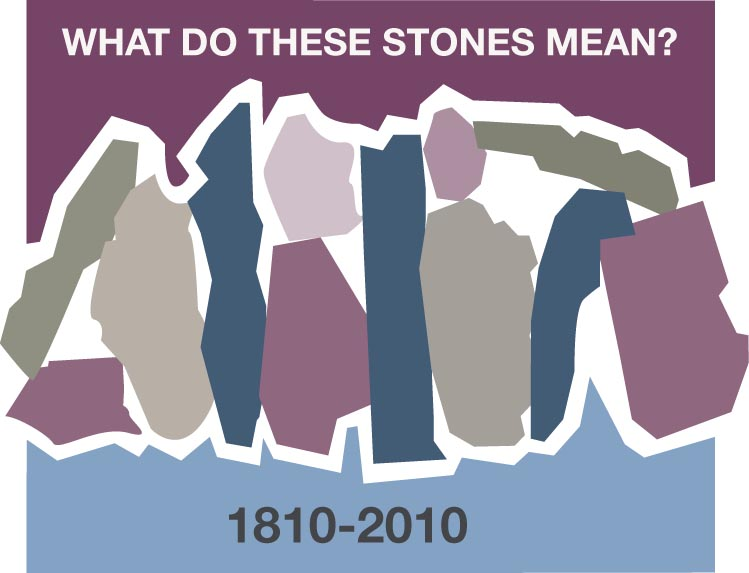 WHAT DO THESE STONES MEAN?
1810-2010